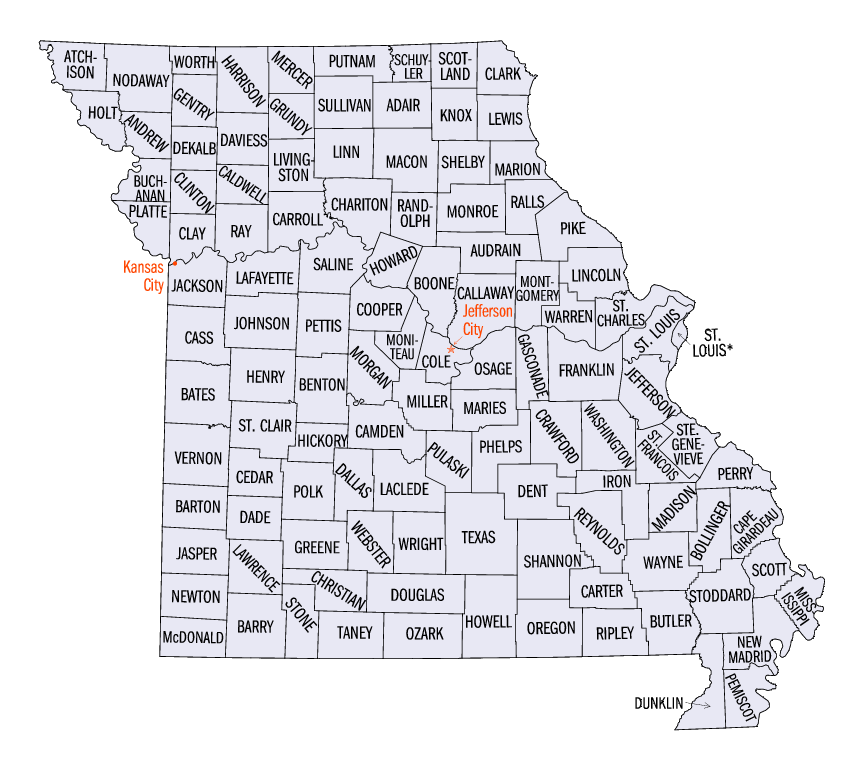 ATCH-
ISON
NODAWAY
WORTH
HARRISON
MERCER
PUTNAM
SCHUY-
LER
SCOT-
LAND
CLARK
HOLT
ANDREW
GENTRY
DEKALB
DAVIESS
GRUNDY
SULLIVAN
ADAIR
KNOX
LEWIS
LIVING-
STON
LINN
MACON
SHELBY
MARION
BUCH-
ANAN
CLINTON
CALDWELL
PLATTE
CLAY
RAY
CARROLL
CHARITON
RAND-
OLPH
MONROE
RALLS
PIKE
AUDRAIN
Kansas
City
JACKSON
LAFAYETTE
SALINE
HOWARD
BOONE
CALLAWAY
MONT-
GOMERY
LINCOLN
WARREN
ST.
CHARLES
ST. LOUIS
ST.
LOUIS*
Jefferson
City
CASS
JOHNSON
PETTIS
COOPER
MONI-
TEAU
COLE
OSAGE
GASCONADE
FRANKLIN
JEFFERSON
BATES
HENRY
BENTON
MORGAN
MILLER
MARIES
ST. CLAIR
HICKORY
CAMDEN
PULASKI
PHELPS
CRAWFORD
WASHINGTON
ST.
FRANCOIS
STE.
GENE-
VIEVE
PERRY
VERNON
CEDAR
POLK
DALLAS
LACLEDE
DENT
IRON
MADISON
BOLLINGER
CAPE
GIRARDEAU
BARTON
DADE
GREENE
WEBSTER
WRIGHT
TEXAS
REYNOLDS
JASPER
LAWRENCE
CHRISTIAN
DOUGLAS
SHANNON
WAYNE
SCOTT
NEWTON
STONE
CARTER
STODDARD
MISS-
ISSIPPI
McDONALD
BARRY
TANEY
OZARK
HOWELL
OREGON
RIPLEY
BUTLER
NEW
MADRID
DUNKLIN
PEMISCOT